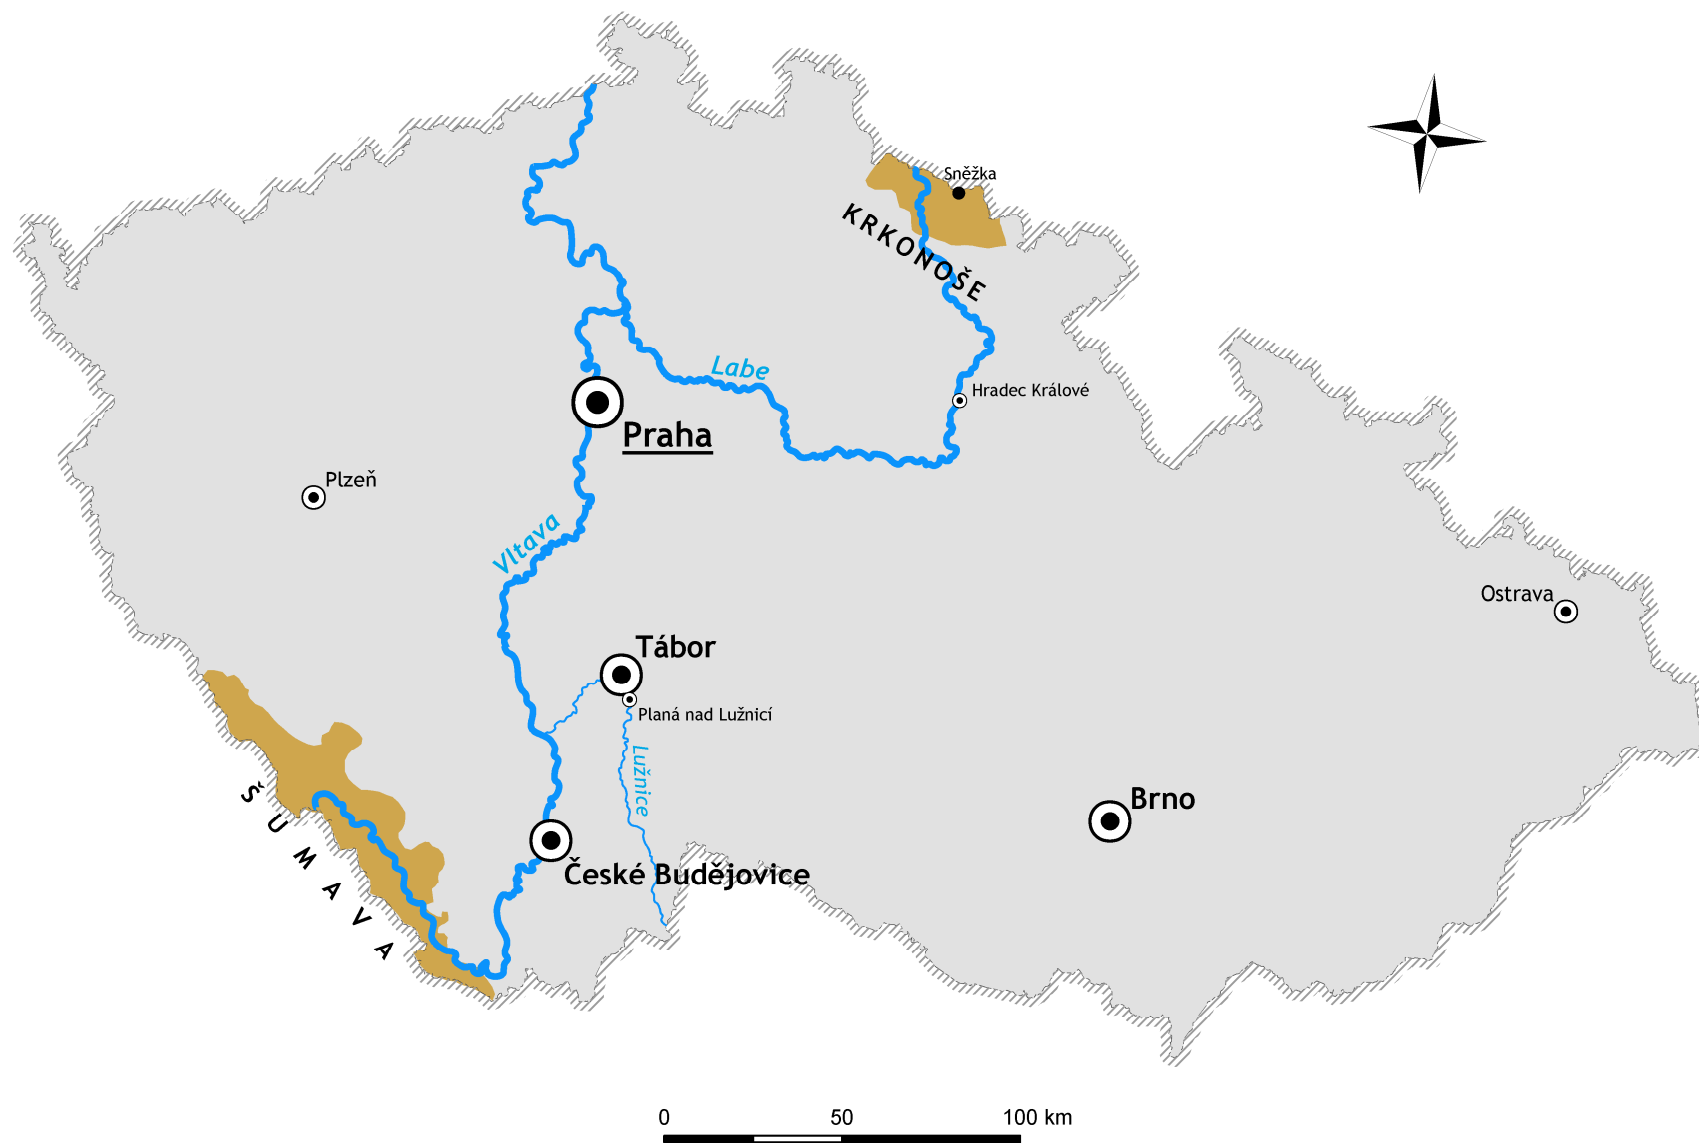 Sněžka
KRKONOŠE
Labe
Hradec Králové
Praha
Plzeň
Vltava
Ostrava
Tábor
Planá nad Lužnicí
Lužnice
ŠUMAVA
Brno
České Budějovice
0 50 100 km